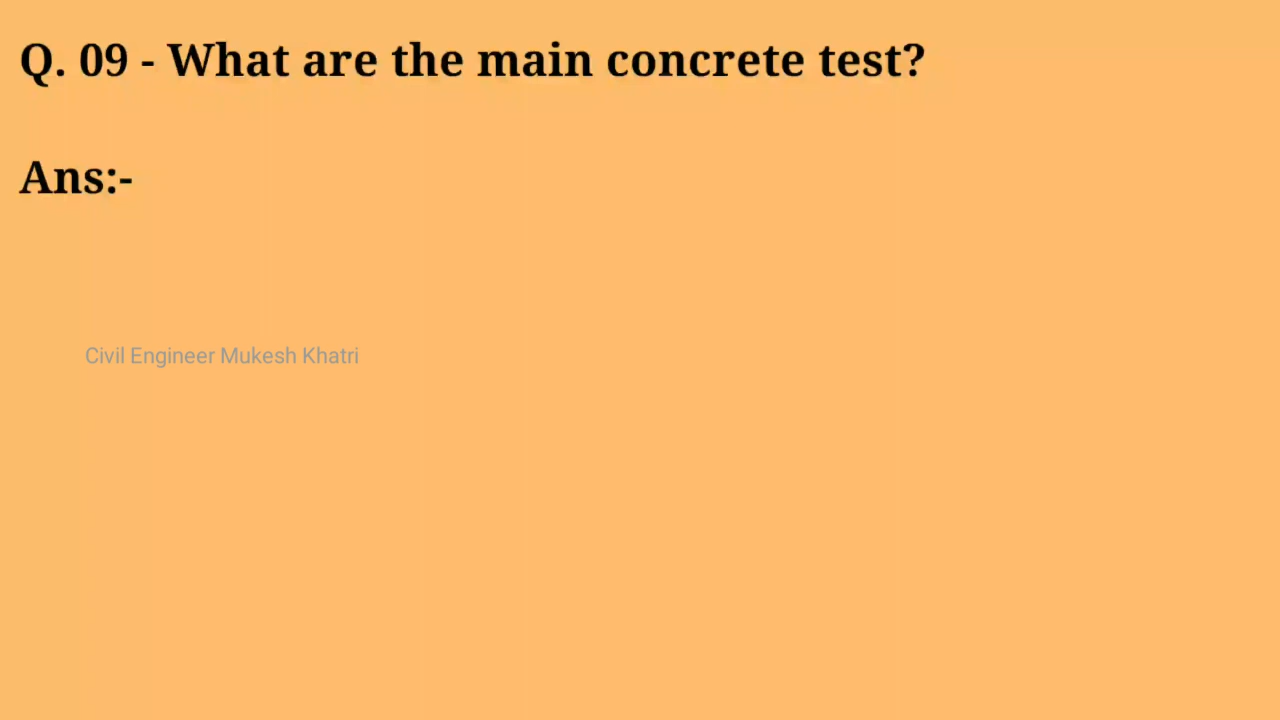 Q. 09 - What are the main concrete test?
Ans:-
Civil Engineer Mukesh Khatri